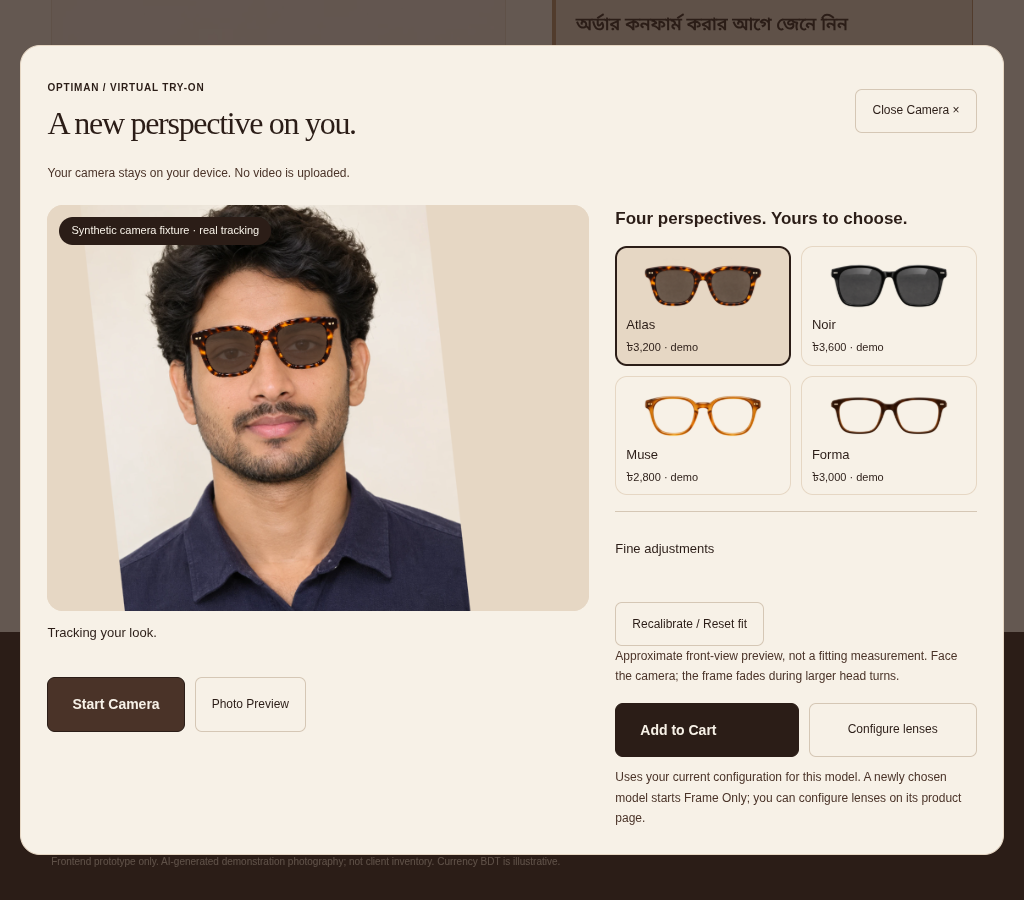 অর্ডার কনফার্ম করার আগে জেনে নিন
OPTIMAN / VIRTUAL TRY-ON
A new perspective on you.
Close Camera ×
Your camera stays on your device. No video is uploaded.
Synthetic camera fixture · real tracking
Tracking your look.
Start Camera
Photo Preview
Four perspectives. Yours to choose.
Atlas
৳3,200 · demo
Noir
৳3,600 · demo
Muse
৳2,800 · demo
Forma
৳3,000 · demo
Fine adjustments
Recalibrate / Reset fit
Approximate front-view preview, not a fitting measurement. Face
the camera; the frame fades during larger head turns.
Add to Cart
Configure lenses
Uses your current configuration for this model. A newly chosen
model starts Frame Only; you can configure lenses on its product
page.
Frontend prototype only. AI-generated demonstration photography; not client inventory. Currency BDT is illustrative.